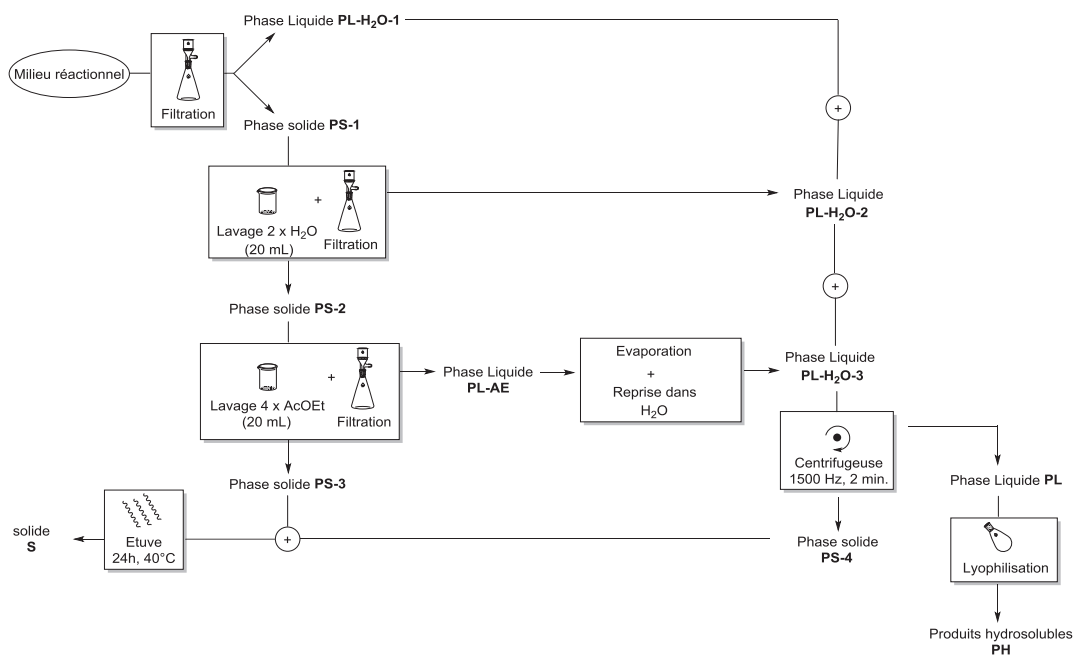 Phase Liquide PL-H₂O-1
Milieu réactionnel
Filtration
+
Phase solide PS-1
Lavage 2 x H₂O
(20 mL)
+
Filtration
Phase Liquide
PL-H₂O-2
+
Phase solide PS-2
Lavage 4 x AcOEt
(20 mL)
+
Filtration
Phase Liquide
PL-AE
Evaporation
+
Reprise dans
H₂O
Phase Liquide
PL-H₂O-3
Centrifugeuse
1500 Hz, 2 min.
Phase solide PS-3
Phase Liquide PL
solide
S
Etuve
24h, 40°C
+
Phase solide
PS-4
Lyophilisation
Produits hydrosolubles
PH